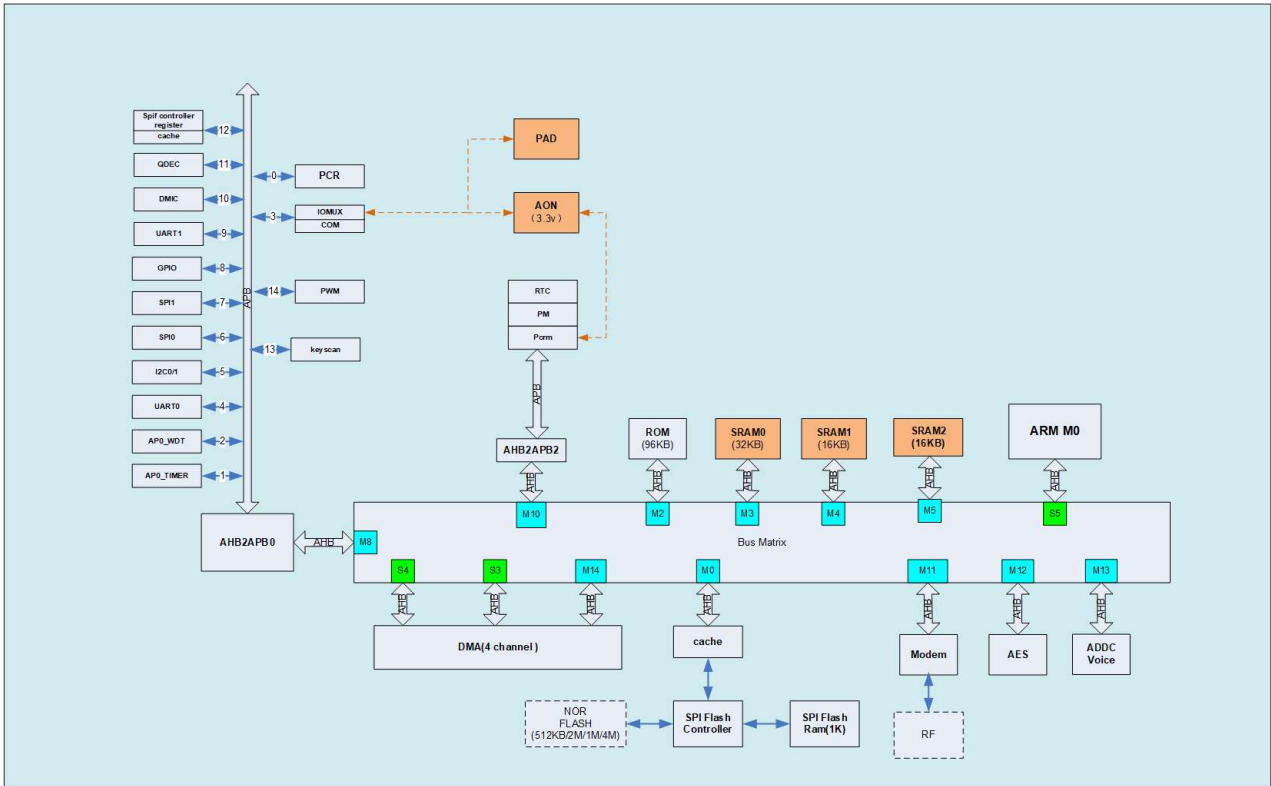 Spif controller
register
cache
12
QDEC
11
DMIC
10
UART1
9
GPIO
8
SPI1
7
SPI0
6
I2C0/1
5
UART0
4
AP0_WDT
2
AP0_TIMER
1
APB
0
PCR
3
IOMUX
COM
14
PWM
13
keyscan
PAD
AON
(3.3v)
RTC
PM
Pcrm
APB
AHB2APB2
AHB
M10
ROM
(96KB)
AHB
M2
SRAM0
(32KB)
AHB
M3
SRAM1
(16KB)
AHB
M4
SRAM2
(16KB)
AHB
M5
ARM M0
AHB
S5
AHB2APB0
AHB
M8
Bus Matrix
S4
S3
M14
M0
M11
M12
M13
AHB
AHB
AHB
AHB
AHB
AHB
AHB
DMA(4 channel )
cache
Modem
AES
ADDC
Voice
NOR
FLASH
(512KB/2M/1M/4M)
SPI Flash
Controller
SPI Flash
Ram(1K)
RF